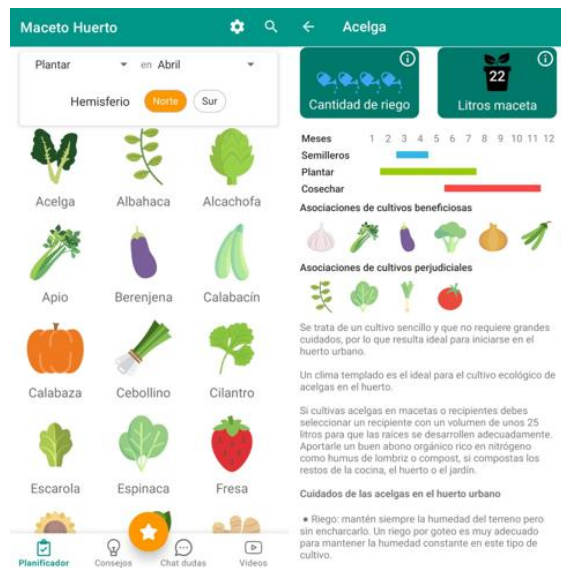 Maceto Huerto
Plantar en Abril
Hemisferio Norte Sur
Acelga Albahaca Alcachofa
Apio Berenjena Calabacín
Calabaza Cebollino Cilantro
Escarola Espinaca Fresa
Planificador Consejos Chat dudas Videos
Acelga
22
Cantidad de riego Litros maceta
Meses 1 2 3 4 5 6 7 8 9 10 11 12
Semilleros
Plantar
Cosechar
Asociaciones de cultivos beneficiosas
Asociaciones de cultivos perjudiciales
Se trata de un cultivo sencillo y que no requiere grandes
cuidados, por lo que resulta ideal para iniciarse en el
huerto urbano.
Un clima templado es el ideal para el cultivo ecológico de
acelgas en el huerto.
Si cultivas acelgas en macetas o recipientes debes
seleccionar un recipiente con un volumen de unos 25
litros para que las raíces se desarrollen adecuadamente.
Aportarle un buen abono orgánico rico en nitrógeno
como humus de lombriz o compost, si compostas los
restos de la cocina, el huerto o el jardín.
Cuidados de las acelgas en el huerto urbano
● Riego: mantén siempre la humedad del terreno pero
sin encharcarlo. Un riego por goteo es muy adecuado
para mantener la humedad constante en este tipo de
cultivo.